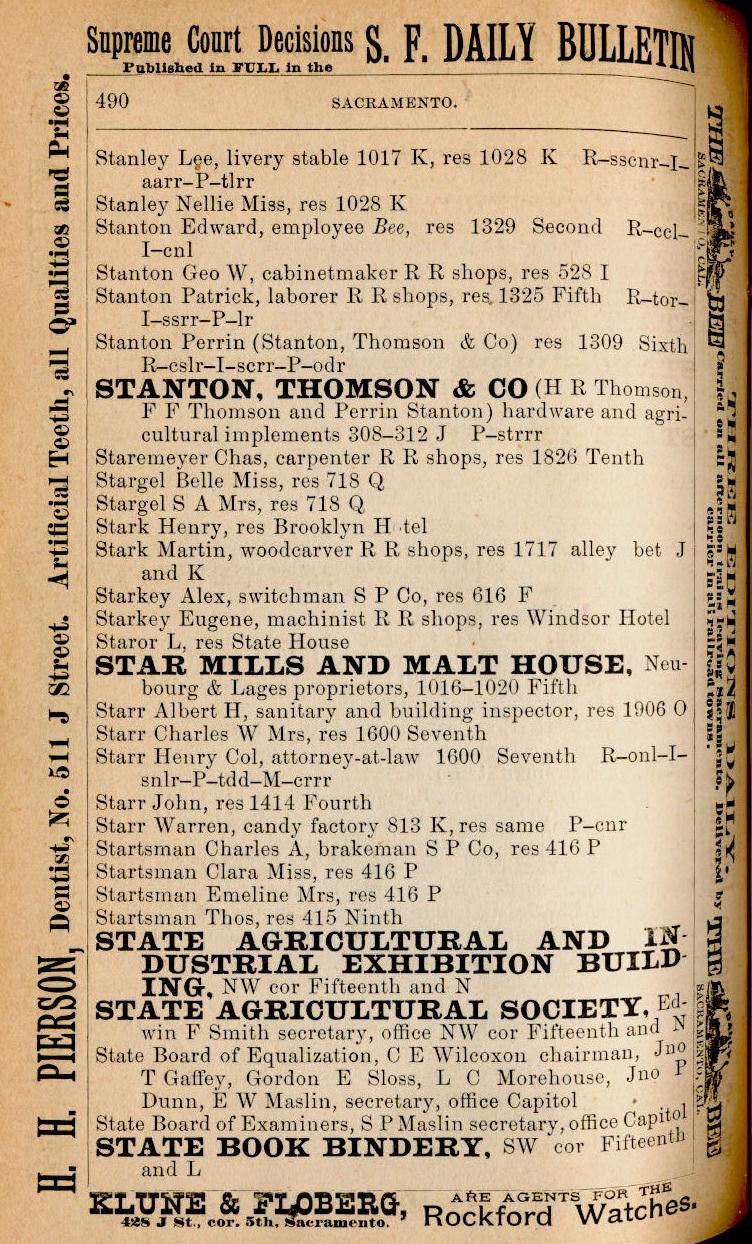 Supreme Court Decisions S. F. DAILY BULLETIN
Published in FULL in the
490 SACRAMENTO.
Stanley Lee, livery stable 1017 K, res 1028 K R–sscnr–I–
aarr–P–tlrr
Stanley Nellie Miss, res 1028 K
Stanton Edward, employee Bee, res 1329 Second R–ccl–
I–cnl
Stanton Geo W, cabinetmaker R R shops, res 528 I
Stanton Patrick, laborer R R shops, res 1325 Fifth R–tor–
I–ssrr–P–lr
Stanton Perrin (Stanton, Thomson & Co) res 1309 Sixth
R–cslr–I–scrr–P–odr
STANTON, THOMSON & CO (H R Thomson,
F F Thomson and Perrin Stanton) hardware and agri-
cultural implements 308–312 J P–strrr
Staremeyer Chas, carpenter R R shops, res 1826 Tenth
Stargel Belle Miss, res 718 Q
Stargel S A Mrs, res 718 Q
Stark Henry, res Brooklyn H tel
Stark Martin, woodcarver R R shops, res 1717 alley bet J
and K
Starkey Alex, switchman S P Co, res 616 F
Starkey Eugene, machinist R R shops, res Windsor Hotel
Staror L, res State House
STAR MILLS AND MALT HOUSE, Neu-
bourg & Lages proprietors, 1016–1020 Fifth
Starr Albert H, sanitary and building inspector, res 1906 O
Starr Charles W Mrs, res 1600 Seventh
Starr Henry Col, attorney-at-law 1600 Seventh R–onl–I–
snlr–P–tdd–M–crrr
Starr John, res 1414 Fourth
Starr Warren, candy factory 813 K, res same P–cnr
Startsman Charles A, brakeman S P Co, res 416 P
Startsman Clara Miss, res 416 P
Startsman Emeline Mrs, res 416 P
Startsman Thos, res 415 Ninth
STATE AGRICULTURAL AND IN-
DUSTRIAL EXHIBITION BUILD-
ING, NW cor Fifteenth and N
STATE AGRICULTURAL SOCIETY, Ed-
win F Smith secretary, office NW cor Fifteenth and N
State Board of Equalization, C E Wilcoxon chairman, Jno
T Gaffey, Gordon E Sloss, L C Morehouse, Jno P
Dunn, E W Maslin, secretary, office Capitol
State Board of Examiners, S P Maslin secretary, office Capitol
STATE BOOK BINDERY, SW cor Fifteenth
and L
KLUNE & FLOBERG,
428 J St., cor. 5th, Sacramento.
ARE AGENTS FOR THE
Rockford Watches.
H. H. PIERSON, Dentist, No. 511 J Street. Artificial Teeth, all Qualities and Prices.
THE DAILY BEE
SACRAMENTO, CAL.
THREE EDITIONS DAILY.
Carried on all afternoon trains leaving Sacramento. Delivered by
carrier in all railroad towns.
THE BEE
SACRAMENTO, CAL.